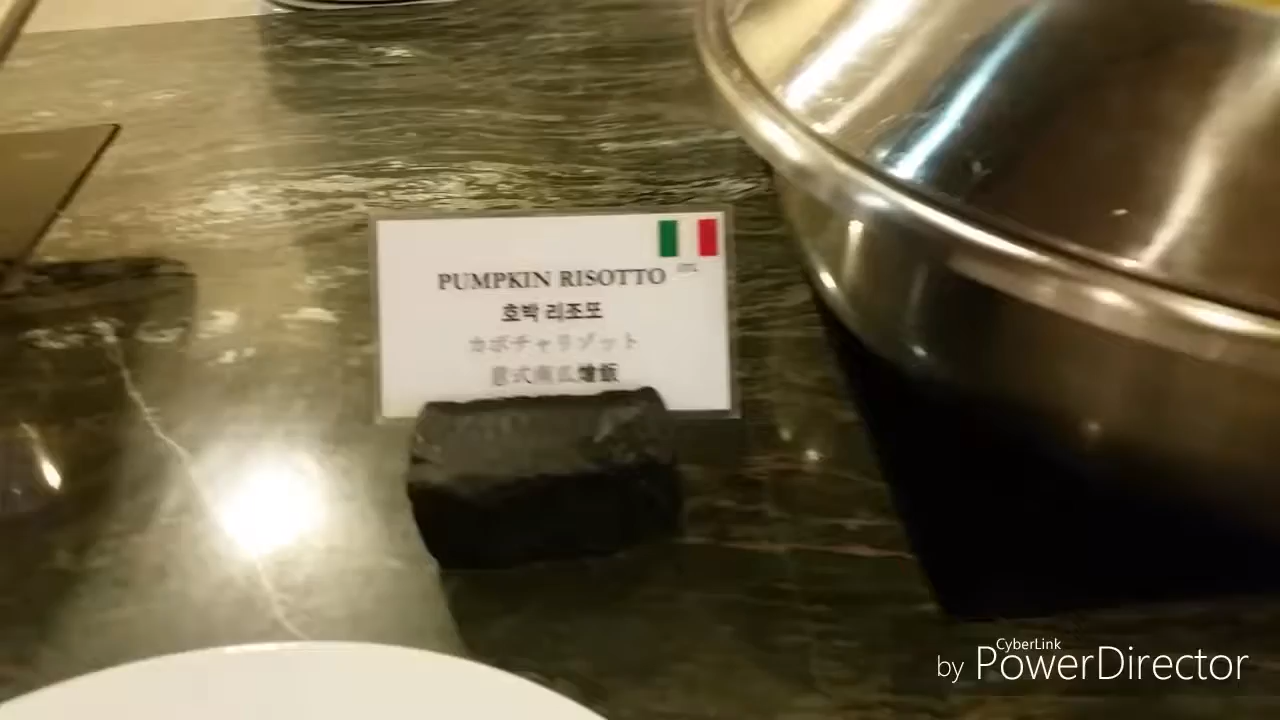 PUMPKIN RISOTTO
호박 리조또
カボチャリゾット
意式南瓜燴飯
CyberLink
by PowerDirector